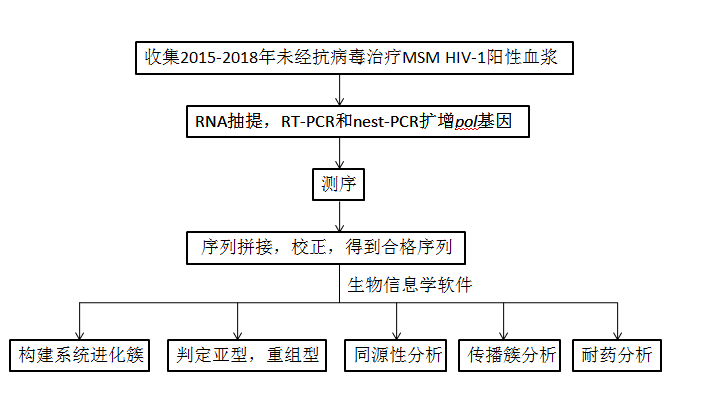 收集2015-2018年未经抗病毒治疗MSM HIV-1阳性血浆
RNA抽提，RT-PCR和nest-PCR扩增pol基因
测序
序列拼接，校正，得到合格序列
生物信息学软件
构建系统进化簇
判定亚型，重组型
同源性分析
传播簇分析
耐药分析